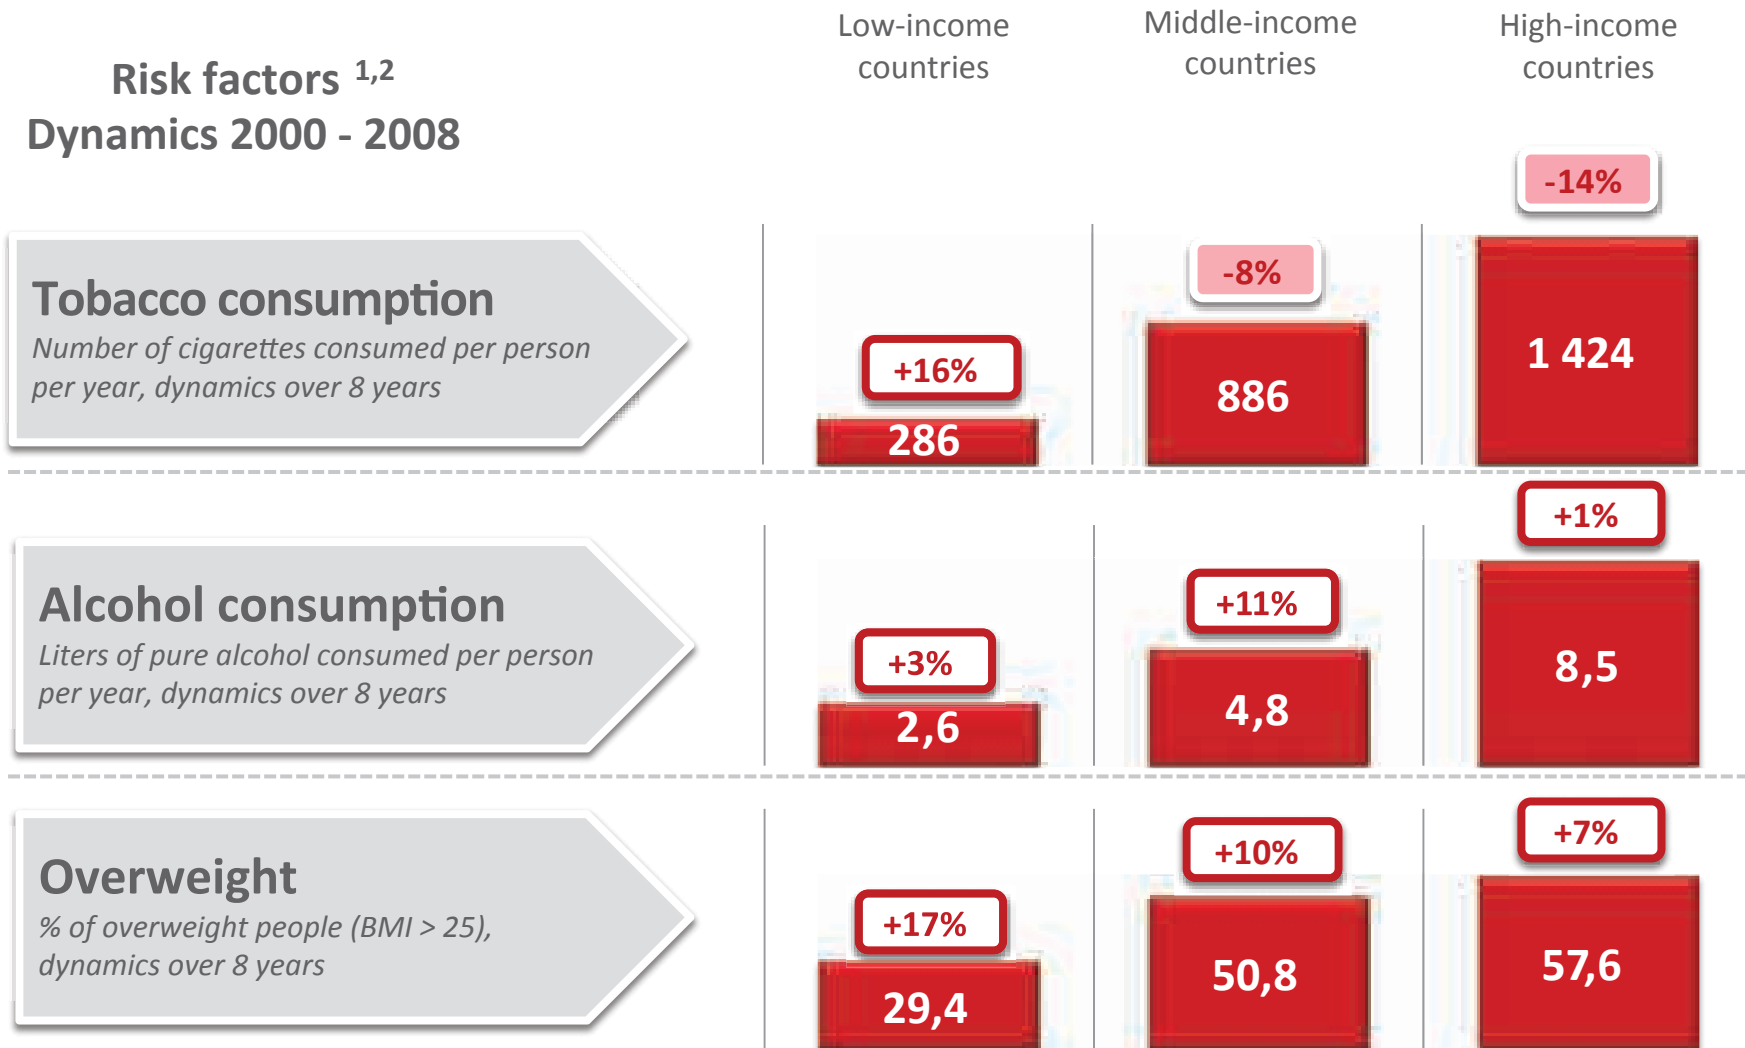 Low-income
countries
Middle-income
countries
High-income
countries
Risk factors 1,2
Dynamics 2000 - 2008
Tobacco consumption
Number of cigarettes consumed per person
per year, dynamics over 8 years
+16%
286
-8%
886
-14%
1 424
Alcohol consumption
Liters of pure alcohol consumed per person
per year, dynamics over 8 years
+3%
2,6
+11%
4,8
+1%
8,5
Overweight
% of overweight people (BMI > 25),
dynamics over 8 years
+17%
29,4
+10%
50,8
+7%
57,6